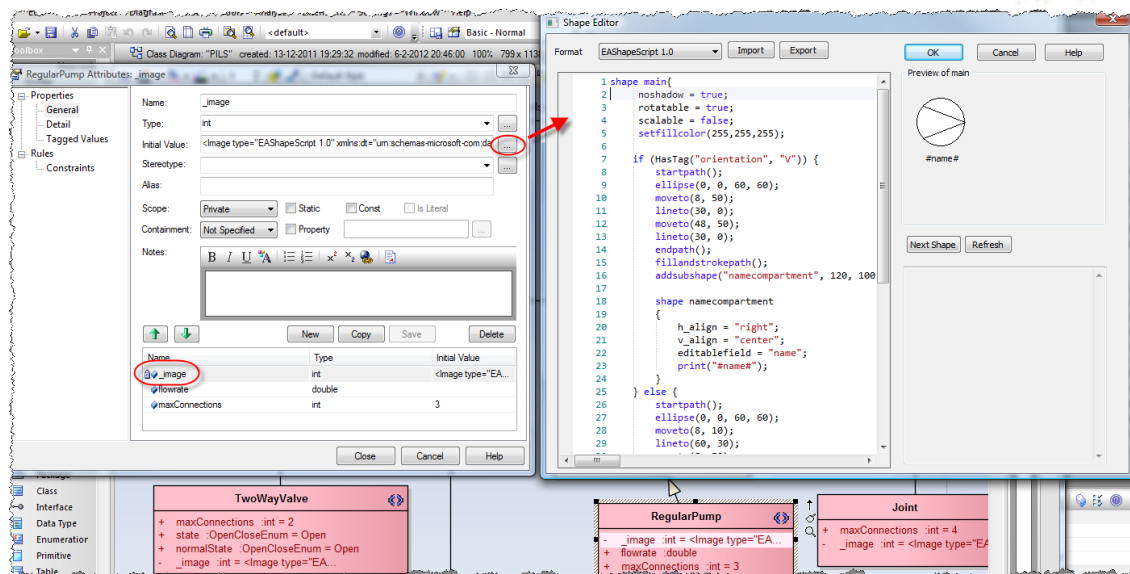 <default>
Basic - Normal
Class Diagram: "PILS" created: 13-12-2011 19:29:32 modified: 6-2-2012 20:46:00 100% 799 x 1138
RegularPump Attributes: _image
Properties
General
Detail
Tagged Values
Rules
Constraints
Name:
_image
Type:
int
...
Initial Value:
<Image type="EAShapeScript 1.0" xmlns:dt="urn:schemas-microsoft-com:da
...
Stereotype:
...
Alias:
Scope:
Private
Static
Const
Is Literal
Containment:
Not Specified
Property
...
Notes:
B I U A x² x₂
New
Copy
Save
Delete
Name Type Initial Value
_image int <Image type="EA...
flowrate double
maxConnections int 3
Close
Cancel
Help
Shape Editor
Format
EAShapeScript 1.0
Import
Export
OK
Cancel
Help
1 shape main{
2 noshadow = true;
3 rotatable = true;
4 scalable = false;
5 setfillcolor(255,255,255);
6
7 if (HasTag("orientation", "V")) {
8 startpath();
9 ellipse(0, 0, 60, 60);
10 moveto(8, 50);
11 lineto(30, 0);
12 moveto(48, 50);
13 lineto(30, 0);
14 endpath();
15 fillandstrokepath();
16 addsubshape("namecompartment", 120, 100
17
18 shape namecompartment
19 {
20 h_align = "right";
21 v_align = "center";
22 editablefield = "name";
23 print("#name#");
24 }
25 } else {
26 startpath();
27 ellipse(0, 0, 60, 60);
28 moveto(8, 10);
29 lineto(60, 30);
Preview of main
#name#
Next Shape
Refresh
Class
Interface
Data Type
Enumeration
Primitive
Table
TwoWayValve
+ maxConnections :int = 2
+ state :OpenCloseEnum = Open
+ normalState :OpenCloseEnum = Open
- _image :int = <Image type="EA...
RegularPump
- _image :int = <Image type="EA...
+ flowrate :double
+ maxConnections :int = 3
Joint
+ maxConnections :int = 4
- _image :int = <Image type="EA